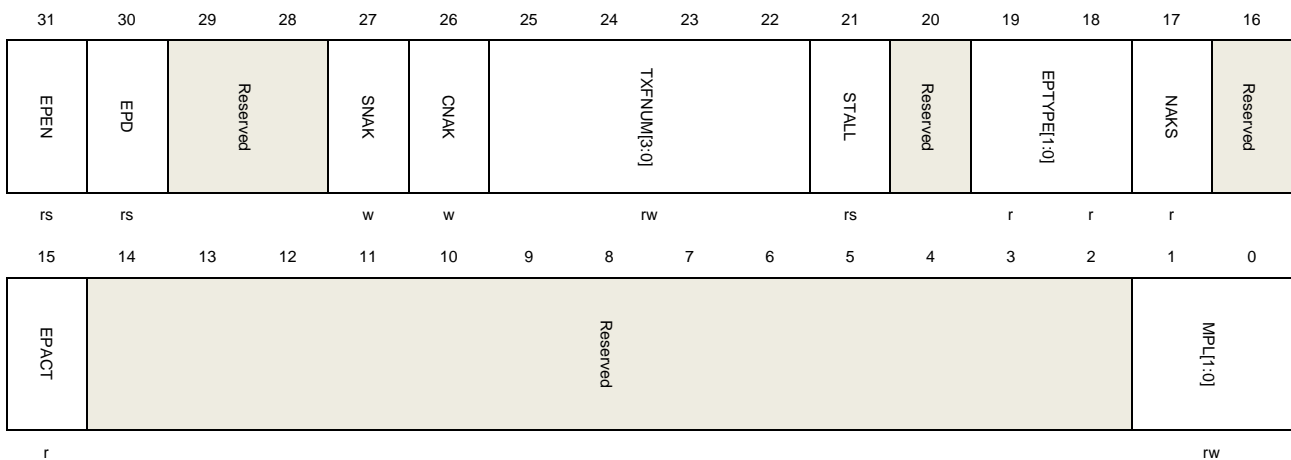 31 30 29 28 27 26 25 24 23 22 21 20 19 18 17 16
EPEN EPD Reserved SNAK CNAK TXFNUM[3:0] STALL Reserved EPTYPE[1:0] NAKS Reserved
rs rs w w rw rs r r r
15 14 13 12 11 10 9 8 7 6 5 4 3 2 1 0
EPACT Reserved MPL[1:0]
r rw